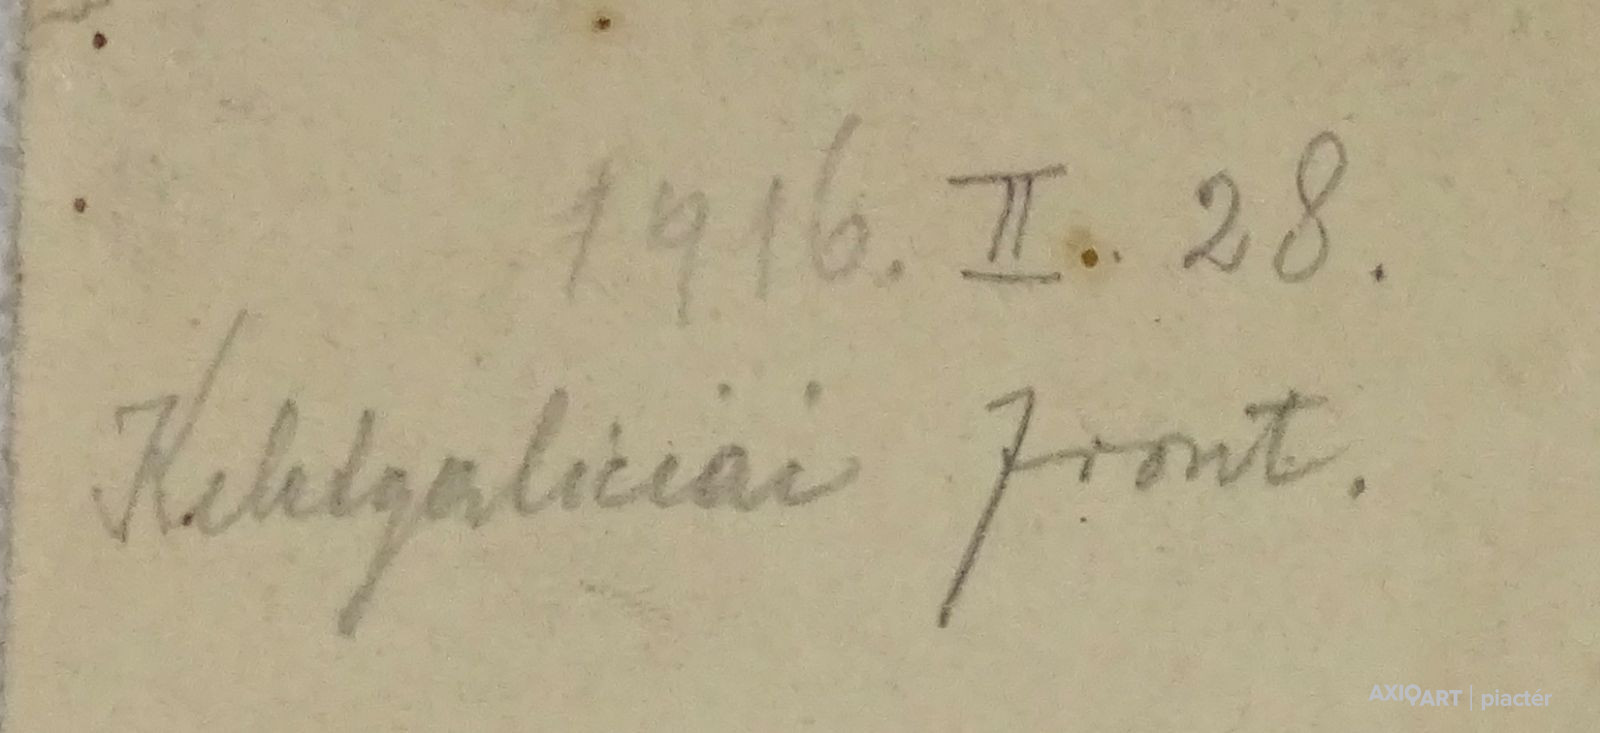 1916. II. 28.
Keletgaliciai front.
AXIOART | piactér